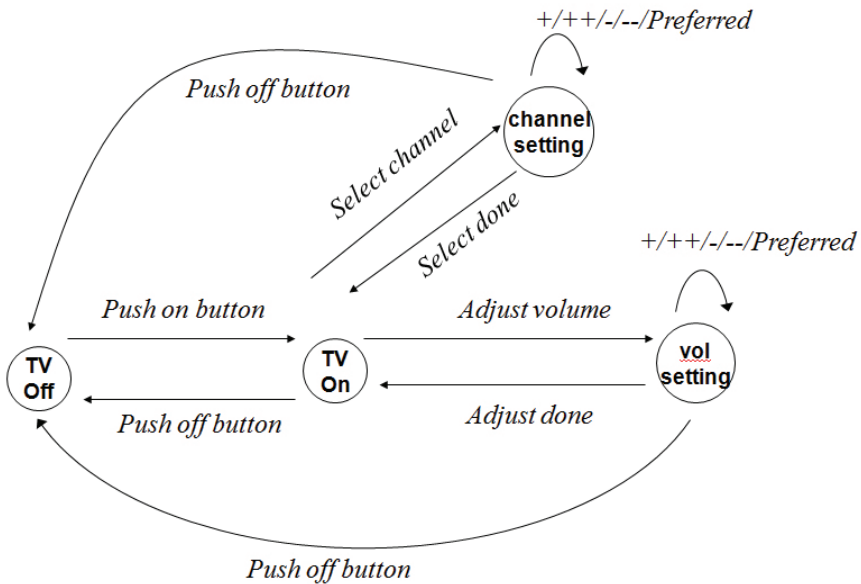 +/++/-/--/Preferred
Push off button
channel
setting
Select channel
Select done
+/++/-/--/Preferred
Push on button
Adjust volume
TV
Off
TV
On
vol
setting
Push off button
Adjust done
Push off button